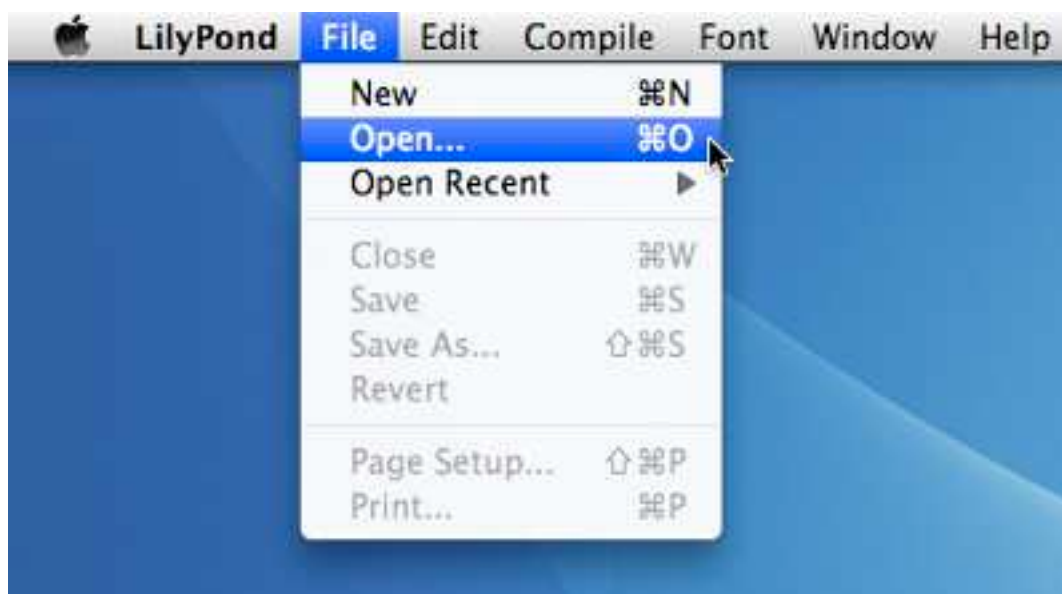 LilyPond File Edit Compile Font Window Help
New ⌘N
Open... ⌘O
Open Recent ▶
Close ⌘W
Save ⌘S
Save As... ⇧⌘S
Revert
Page Setup... ⇧⌘P
Print... ⌘P